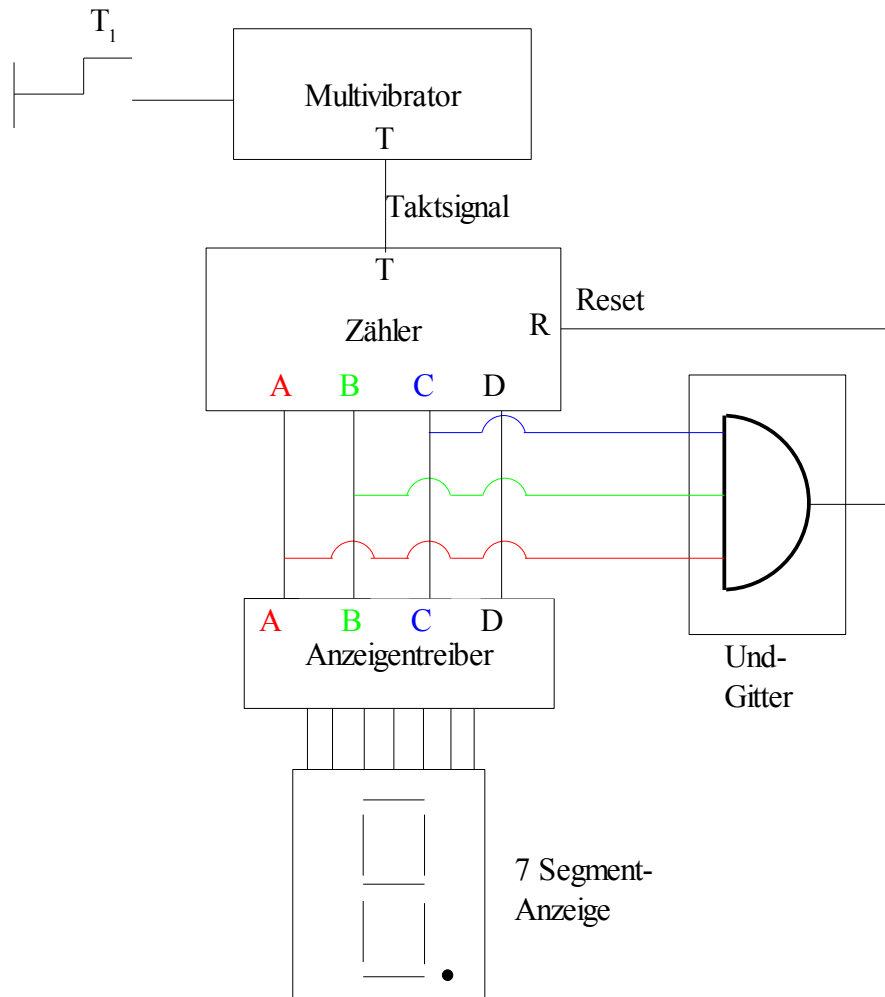 T1
Multivibrator
T
Taktsignal
T
Reset
R
Zähler
A B C D
A B C D
Anzeigentreiber
Und-
Gitter
7 Segment-
Anzeige